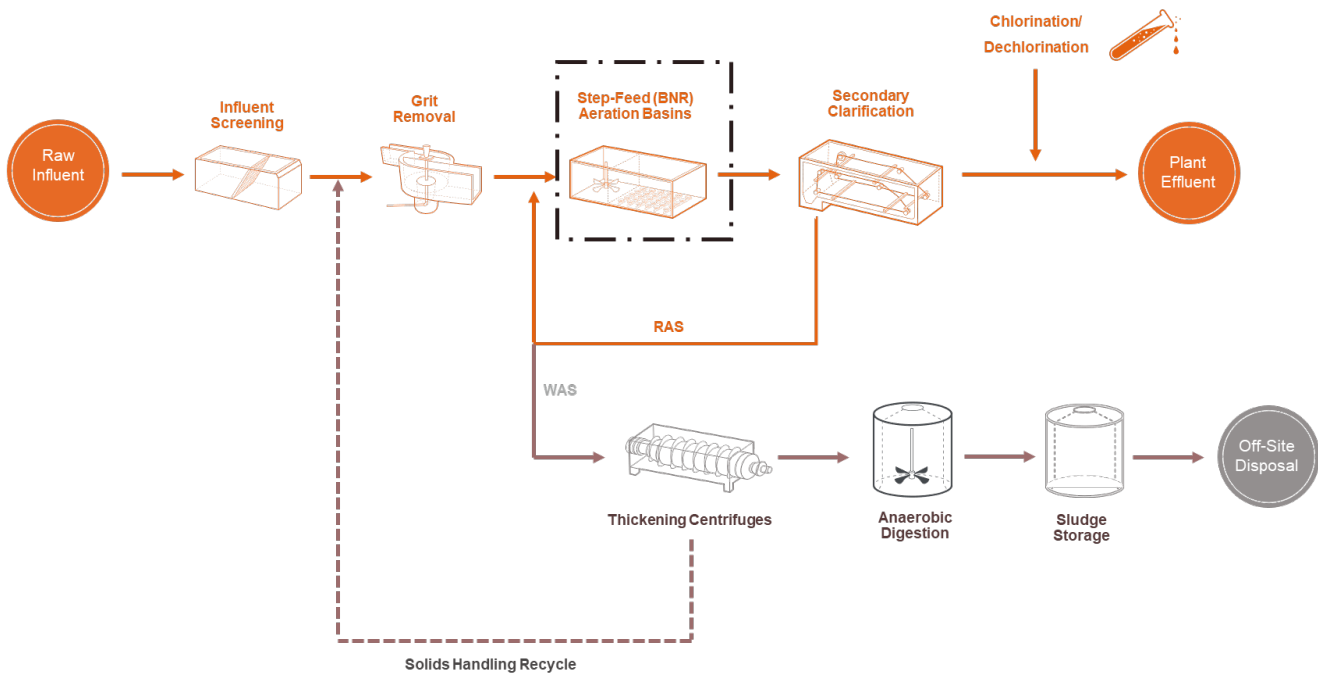 Chlorination/
Dechlorination
Raw
Influent
Influent
Screening
Grit
Removal
Step-Feed (BNR)
Aeration Basins
Secondary
Clarification
Plant
Effluent
RAS
WAS
Thickening Centrifuges
Anaerobic
Digestion
Sludge
Storage
Off-Site
Disposal
Solids Handling Recycle